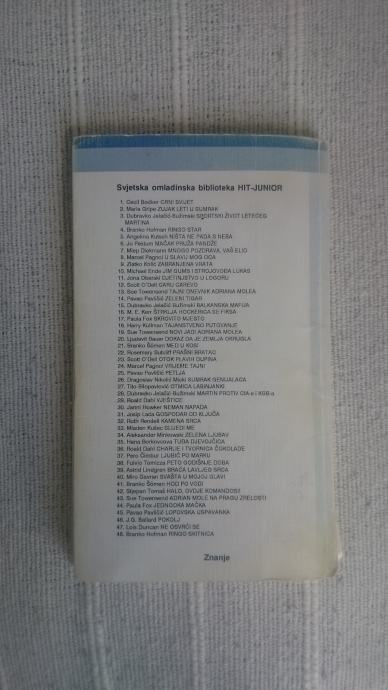 Svjetska omladinska biblioteka HIT-JUNIOR
1. Cecil Bødker CRNI SVIJET
2. Maria Gripe ZUJAK LETI U SUMRAK
3. Dubravko Jelačić-Bužimski SPORTSKI ŽIVOT LETEĆEG
MARTINA
4. Branko Hofman RINGO STAR
5. Angelina Kutsch NIŠTA NE PADA S NEBA
6. Jo Pestum MAČAK PRUŽA PANDŽE
7. Miep Diekmann MNOGO POZDRAVA, VAŠ ELIO
8. Marcel Pagnol U SLAVU MOG OCA
9. Zlatko Krilić ZABRANJENA VRATA
10. Michael Ende JIM GUMB I STROJOVOĐA LUKAS
11. Jona Oberski DJETINJSTVO U LOGORU
12. Scott O'Dell CARU CAREVO
13. Sue Townsend TAJNI DNEVNIK ADRIANA MOLEA
14. Pavao Pavličić ZELENI TIGAR
15. Dubravko Jelačić-Bužimski BALKANSKA MAFIJA
16. M. E. Kerr ŠTRKLJA HOCKERICA SE FIKSA
17. Paula Fox SKROVITO MJESTO
18. Harry Kullman TAJANSTVENO PUTOVANJE
19. Sue Townsend NOVI JADI ADRIANA MOLEA
20. Ljudevit Bauer DOKAZ DA JE ZEMLJA OKRUGLA
21. Branko Šömen MED U KOSI
22. Rosemary Sutcliff PRAŠNI BRATAC
23. Scott O'Dell OTOK PLAVIH DUPINA
24. Marcel Pagnol VRIJEME TAJNI
25. Pavao Pavličić PETLJA
26. Dragoslav Nikolić Micki SUMRAK GENIJALACA
27. Tito Bilopavlović OTMICA LABINJANKE
28. Dubravko Jelačić-Bužimski MARTIN PROTIV CIA-e i KGB-a
29. Roald Dahl VJEŠTICE
30. Janni Howker NEMAN NAPADA
31. Josip Laća GOSPODAR OD KLJUČA
32. Ruth Rendell KAMENA SRCA
33. Mladen Kušec SLIJEDI ME
34. Aleksander Minkowski ZELENA LJUBAV
35. Hana Borkovcova TUĐA DJEVOJČICA
36. Roald Dahl CHARLIE I TVORNICA ČOKOLADE
37. Pero Gimbur LJUBIĆ PO MARKU
38. Fulvio Tomizza PETO GODIŠNJE DOBA
39. Astrid Lindgren BRAĆA LAVLJEG SRCA
40. Miro Gavran SVAŠTA U MOJOJ GLAVI
41. Branko Šömen HOD PO VODI
42. Stjepan Tomaš HALO, OVDJE KOMANDOSI!
43. Sue Townsend ADRIAN MOLE NA PRAGU ZRELOSTI
44. Paula Fox JEDNOOKA MAČKA
45. Pavao Pavličić LOPOVSKA USPAVANKA
46. J.G. Ballard POKOLJ
47. Lois Duncan NE OSVRĆI SE
48. Branko Hofman RINGO SKITNICA
Znanje